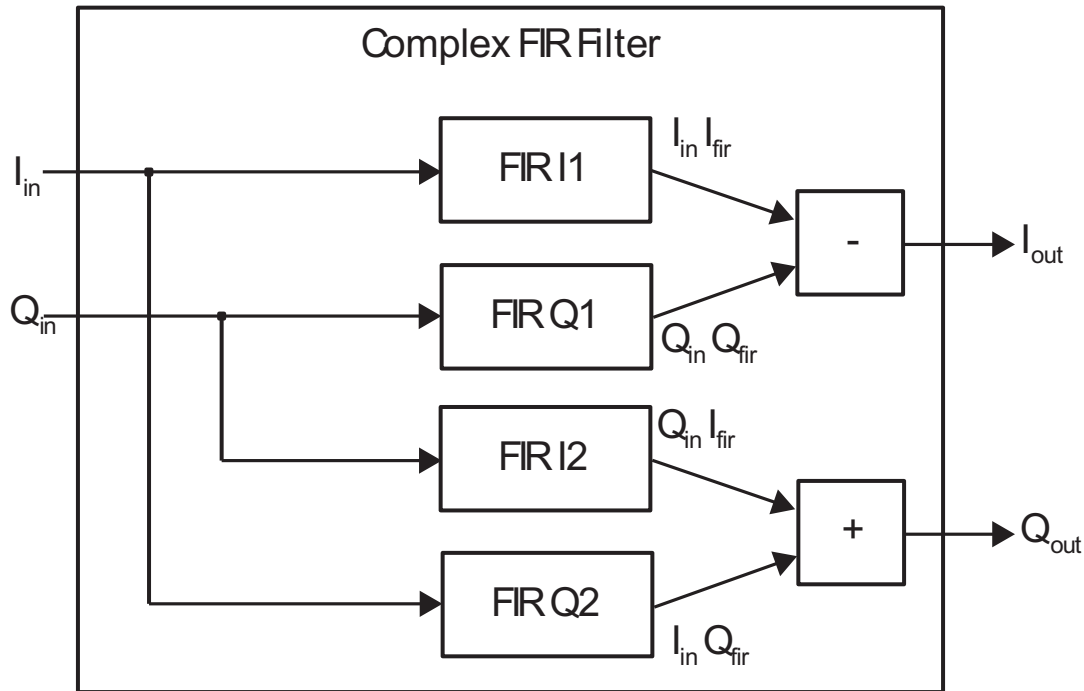 Complex FIR Filter
I_in
FIR I1
I_in I_fir
-
I_out
Q_in
FIR Q1
Q_in Q_fir
FIR I2
Q_in I_fir
+
Q_out
FIR Q2
I_in Q_fir